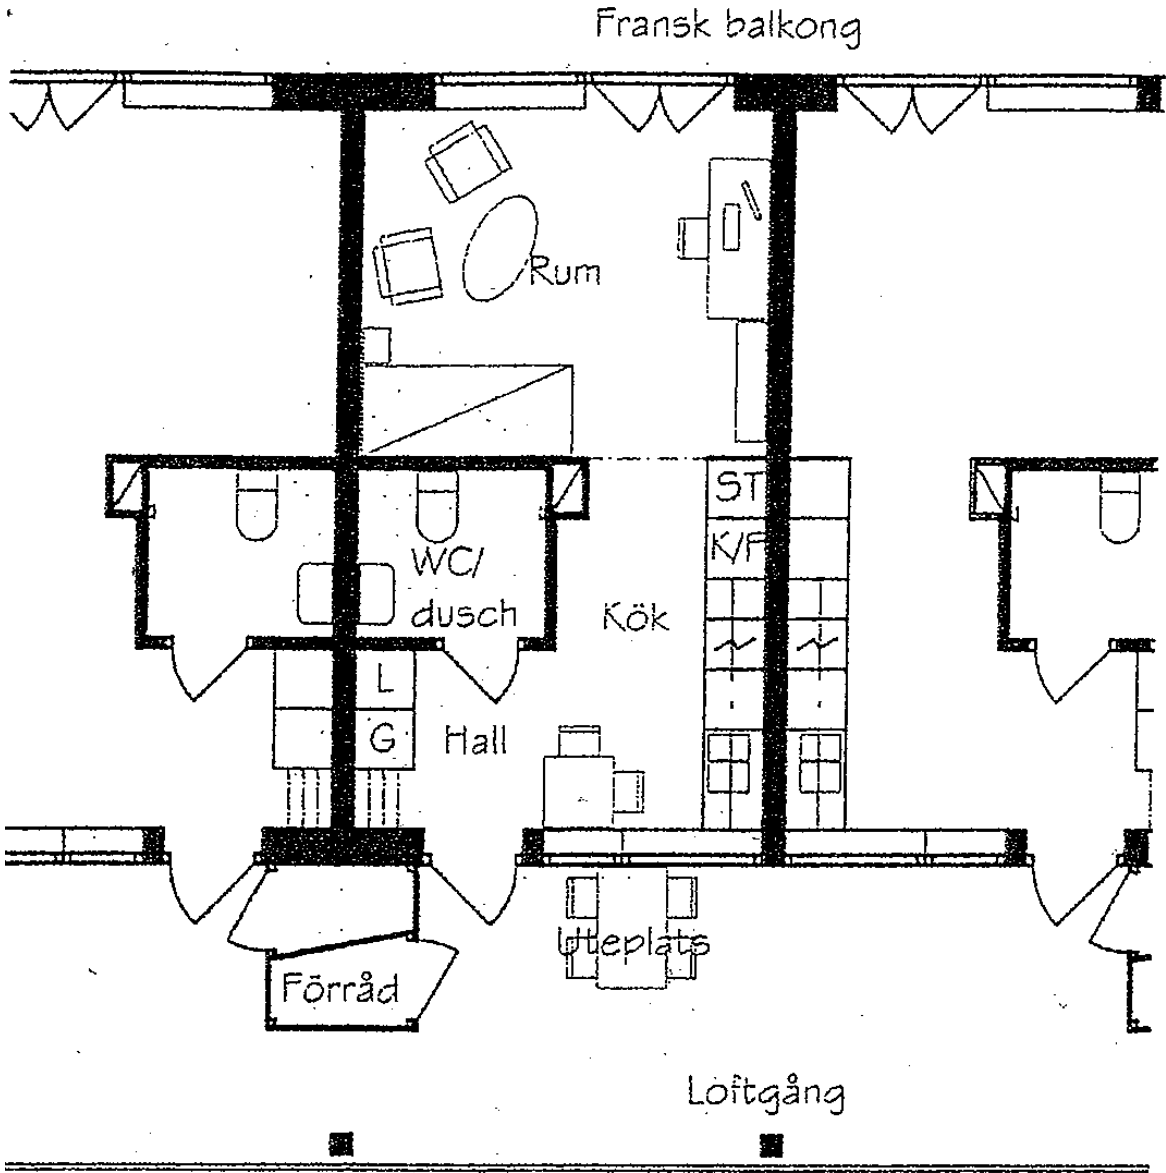 Fransk balkong
Rum
ST
K/F
WC/
dusch
Kök
L
G
Hall
Uteplats
Förråd
Loftgång